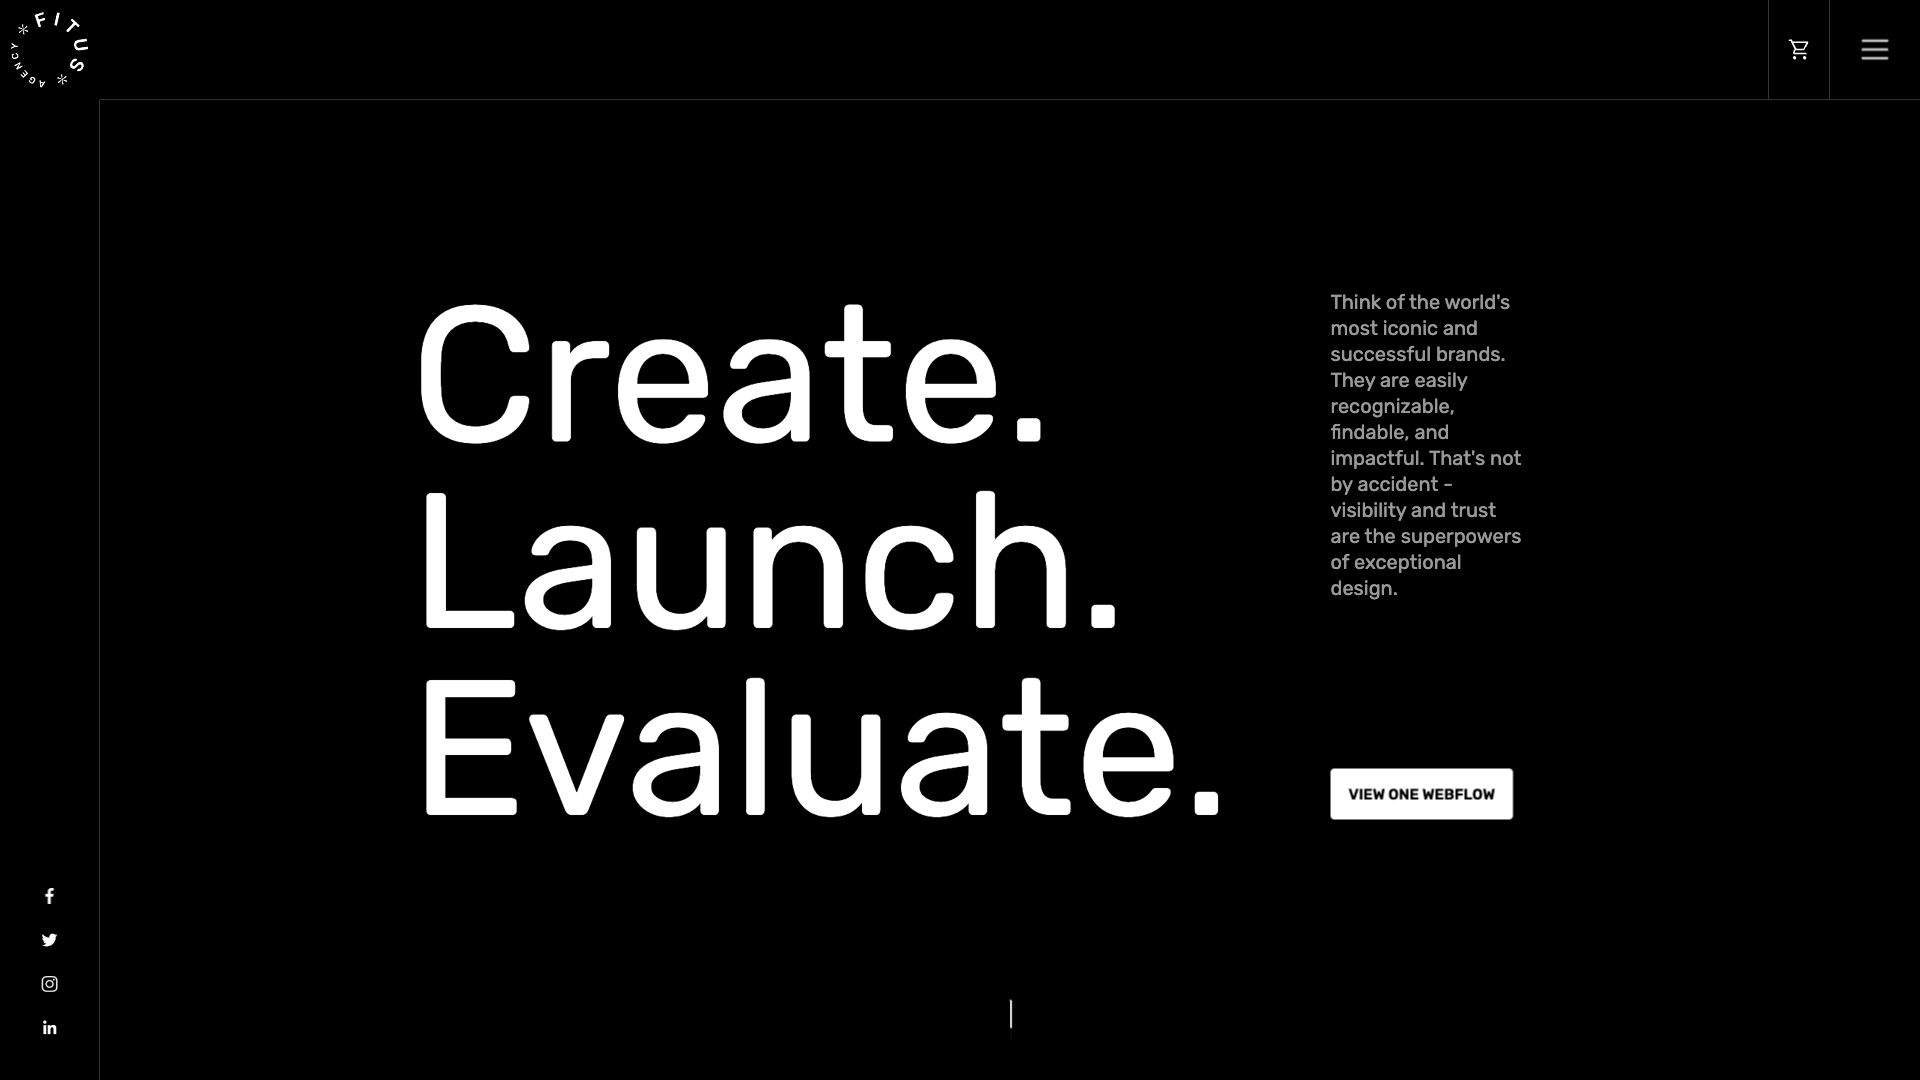 FITUS
AGENCY
Create.
Launch.
Evaluate.
Think of the world's
most iconic and
successful brands.
They are easily
recognizable,
findable, and
impactful. That's not
by accident -
visibility and trust
are the superpowers
of exceptional
design.
VIEW ONE WEBFLOW